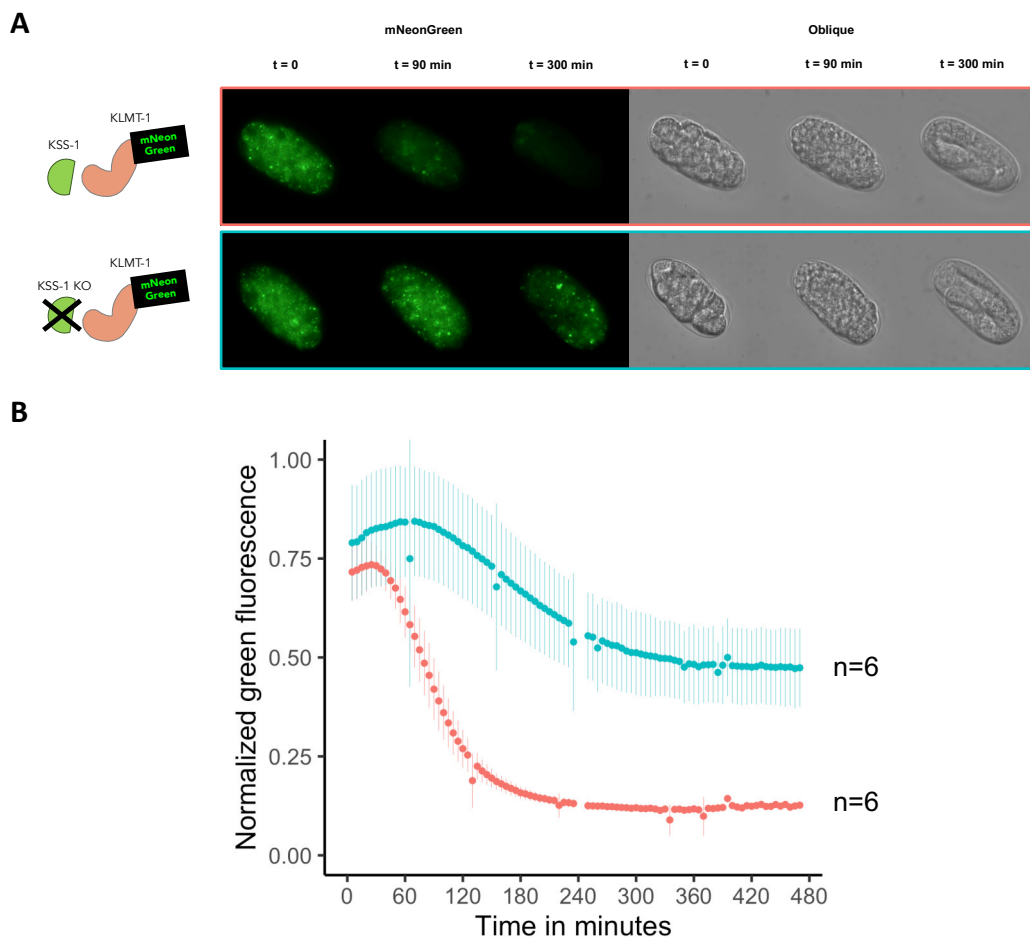 A
mNeonGreen
Oblique
t = 0
t = 90 min
t = 300 min
t = 0
t = 90 min
t = 300 min
KLMT-1
mNeon
Green
KSS-1
KLMT-1
mNeon
Green
KSS-1 KO
B
Normalized green fluorescence
1.00
0.75
0.50
0.25
0.00
n=6
n=6
0
60
120
180
240
300
360
420
480
Time in minutes